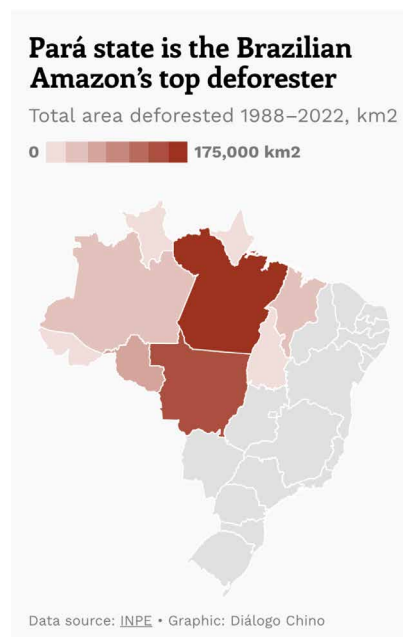 Pará state is the Brazilian
Amazon’s top deforester
Total area deforested 1988–2022, km2
0 175,000 km2
Data source: INPE • Graphic: Diálogo Chino